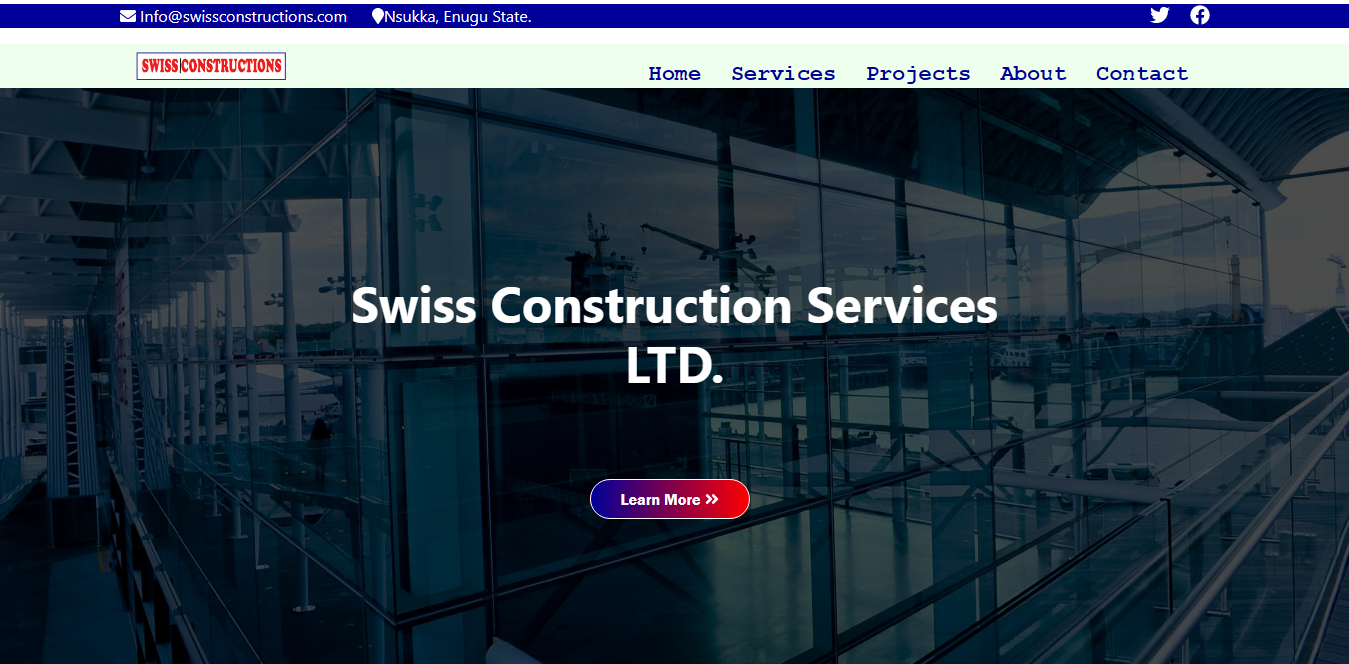 Info@swissconstructions.com
Nsukka, Enugu State.
SWISS|CONSTRUCTIONS
Home Services Projects About Contact
Swiss Construction Services
LTD.
Learn More »